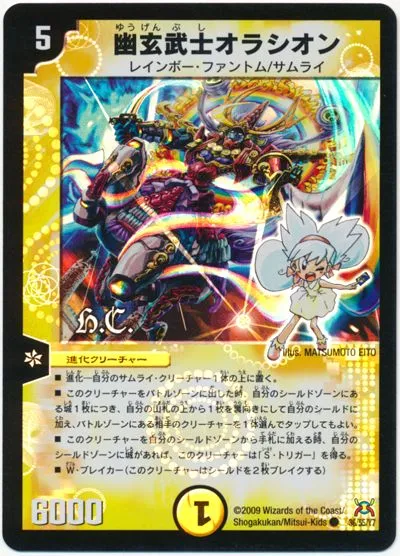 5
ゆうげんぶし
幽玄武士オラシオン
レインボー・ファントム/サムライ
h.C.
illus. MATSUMOTO EITO
進化クリーチャー
■ 進化－自分のサムライ・クリーチャー1体の上に置く。
■ このクリーチャーをバトルゾーンに出した時、自分のシールドゾーンに
ある城1枚につき、自分の山札の上から1枚を裏向きにして自分のシールドに
加え、バトルゾーンにある相手のクリーチャーを1体選んでタップしてもよい。
■ このクリーチャーを自分のシールドゾーンから手札に加える時、自分の
シールドゾーンに城があれば、このクリーチャーは「S・トリガー」を得る。
■ W・ブレイカー(このクリーチャーはシールドを2枚ブレイクする)
6000
1
©2009 Wizards of the Coast/
Shogakukan/Mitsui-Kids